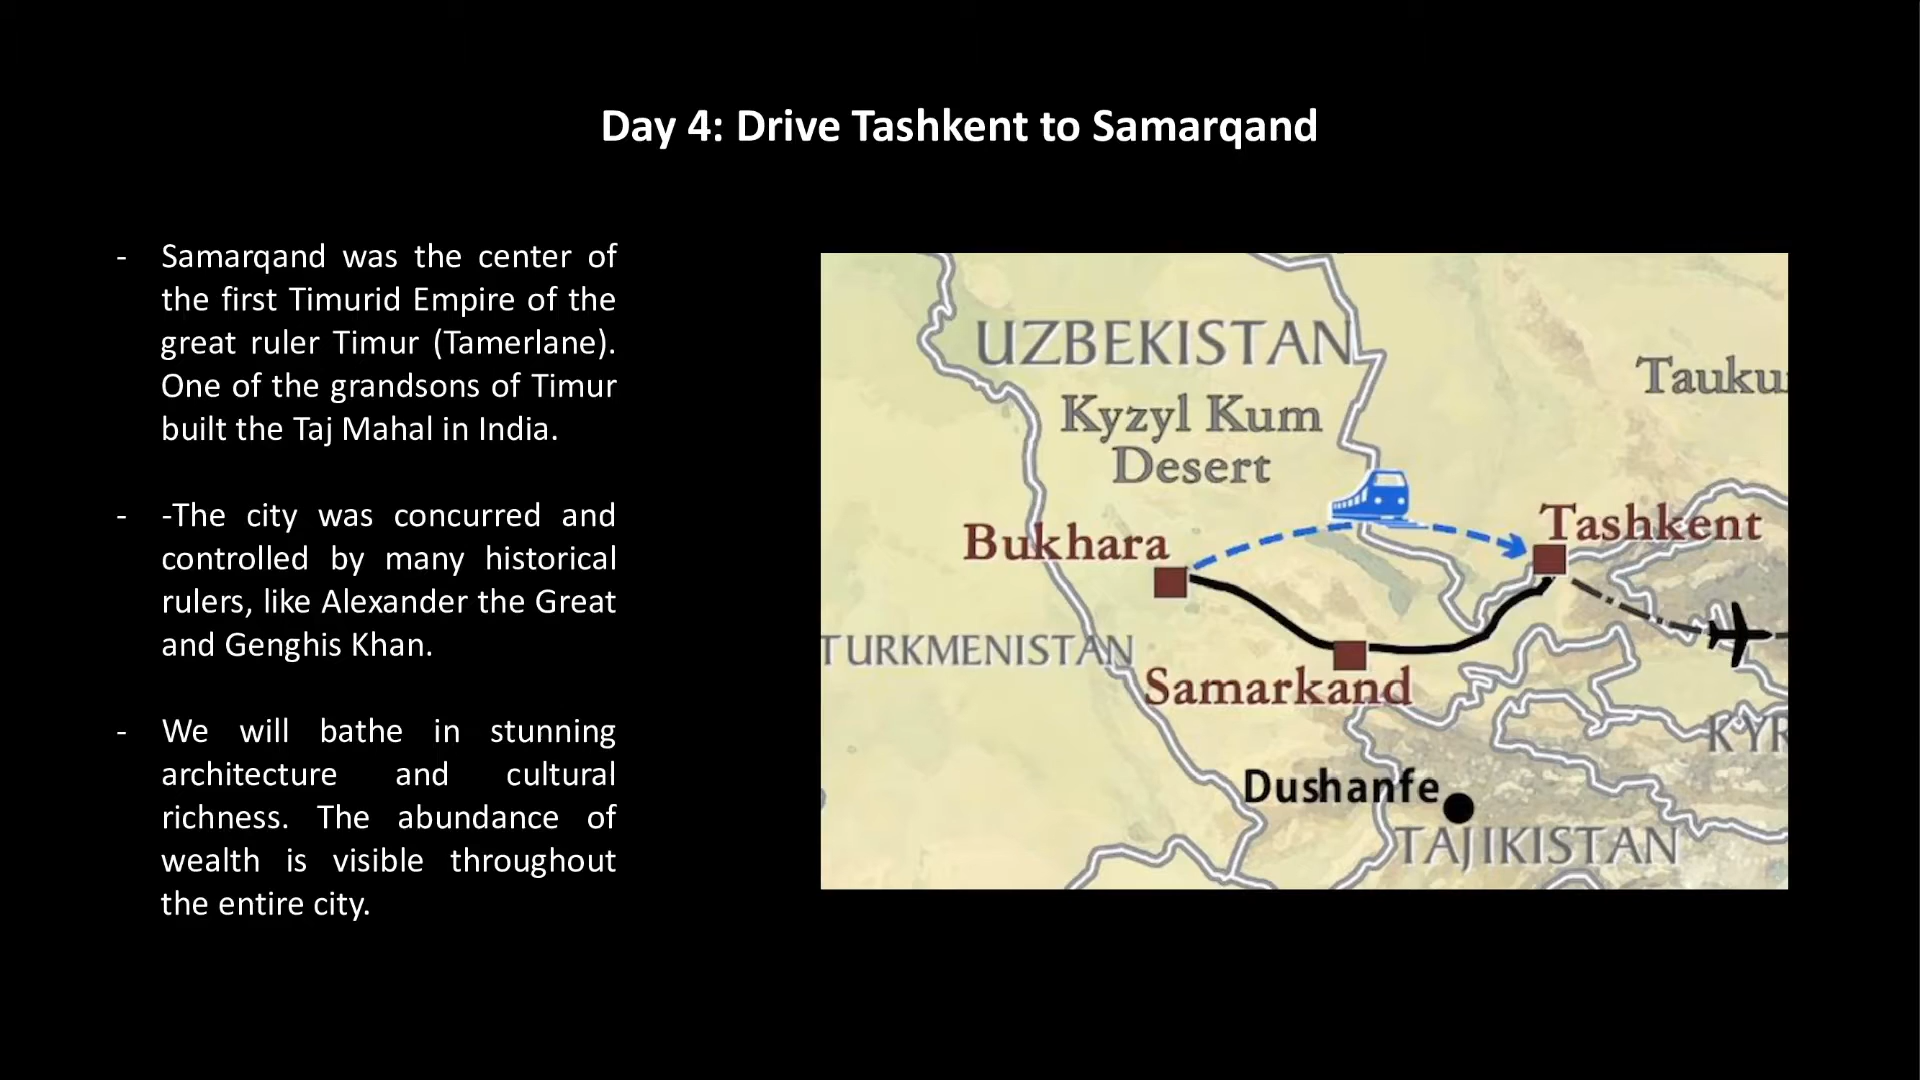 Day 4: Drive Tashkent to Samarqand
- Samarqand was the center of
the first Timurid Empire of the
great ruler Timur (Tamerlane).
One of the grandsons of Timur
built the Taj Mahal in India.
- -The city was concurred and
controlled by many historical
rulers, like Alexander the Great
and Genghis Khan.
- We will bathe in stunning
architecture and cultural
richness. The abundance of
wealth is visible throughout
the entire city.
UZBEKISTAN
Tauku
Kyzyl Kum
Desert
Tashkent
Bukhara
TURKMENISTAN
Samarkand
KYR
Dushanfe
TAJIKISTAN